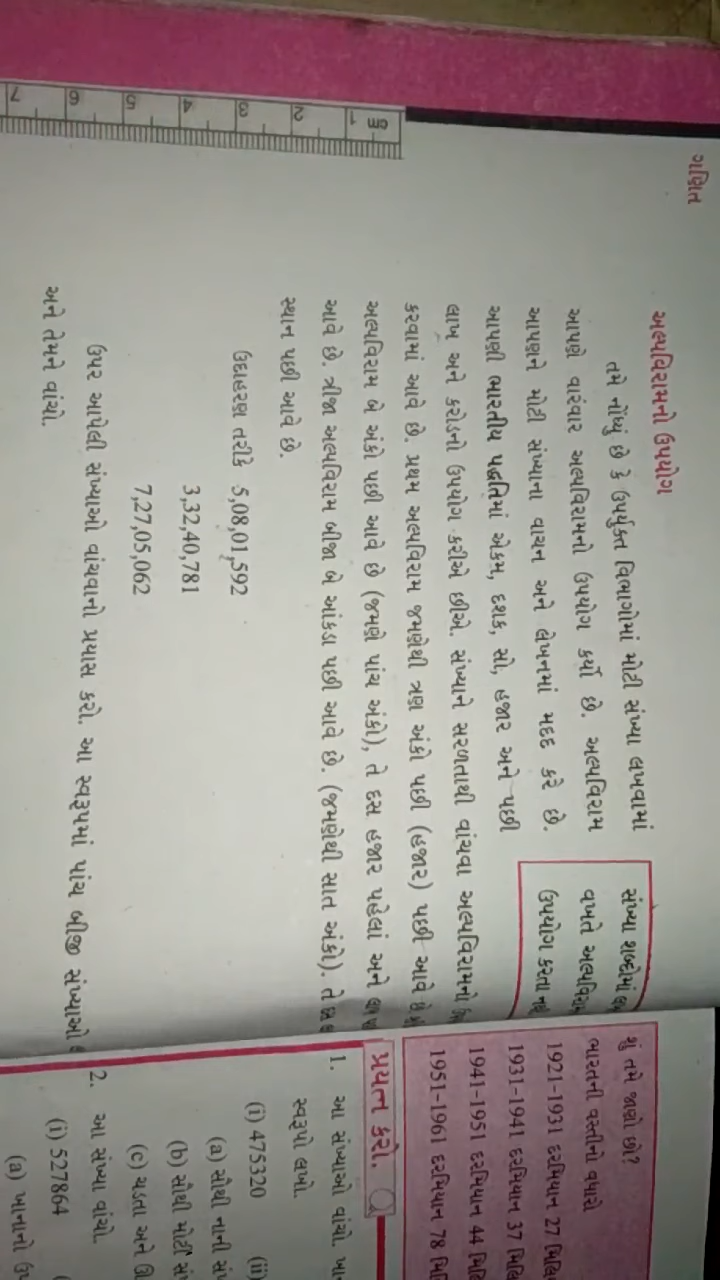 ગણિત
અલ્પવિરામનો ઉપયોગ
તમે નોંધ્યું છે કે ઉપર્યુક્ત વિભાગોમાં મોટી સંખ્યા લખવામાં
આપણે વારંવાર અલ્પવિરામનો ઉપયોગ કર્યો છે. અલ્પવિરામ
આપણને મોટી સંખ્યાના વાચન અને લેખનમાં મદદ કરે છે.
આપણી ભારતીય પદ્ધતિમાં એકમ, દશક, સો, હજાર અને પછી
લાખ અને કરોડનો ઉપયોગ કરીએ છીએ. સંખ્યાને સરળતાથી વાંચવા અલ્પવિરામનો
કરવામાં આવે છે. પ્રથમ અલ્પવિરામ જમણેથી ત્રણ અંકો પછી (હજાર) પછી આવે છે
અલ્પવિરામ બે અંકો પછી આવે છે (જમણે પાંચ અંકો), તે દસ હજાર પહેલાં અને
આવે છે. ત્રીજા અલ્પવિરામ બીજા બે આંકડા પછી આવે છે. (જમણેથી સાત અંકો). તે
સ્થાન પછી આવે છે.
ઉદાહરણ તરીકે 5,08,01,592
3,32,40,781
7,27,05,062
ઉપર આપેલી સંખ્યાઓ વાંચવાનો પ્રયાસ કરો. આ સ્વરૂપમાં પાંચ બીજી સંખ્યાઓ
અને તેમને વાંચો.
સંખ્યા શબ્દોમાં
વખતે
ઉપયોગ કરતા
cm 1 2 3 4 5 6 7
શું તમે જાણો છો?
ભારતની વસ્તીનો વધારો
1921-1931 દરમિયાન 27
1931-1941 દરમિયાન 37
1941-1951 દરમિયાન 44
1951-1961 દરમિયાન 78
પ્રયત્ન કરો.
1. આ સંખ્યાઓ વાંચો.
સ્વરૂપો લખો.
(i) 475320 (ii)
(a) સૌથી નાની
(b) સૌથી મોટી
(c) ચડતા અને
2. આ સંખ્યા વાંચો.
(i) 527864
(a) ખાનાનો